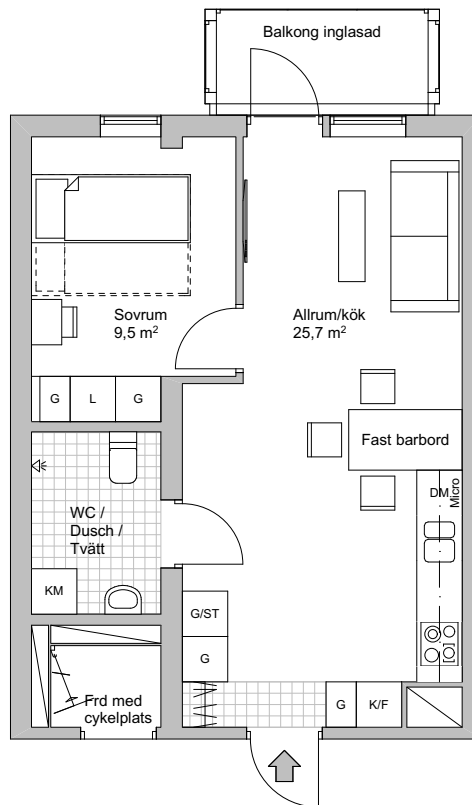 Balkong inglasad
Sovrum
9,5 m²
Allrum/kök
25,7 m²
G
L
G
Fast barbord
DM
Micro
WC /
Dusch /
Tvätt
KM
G/ST
G
Frd med
cykelplats
G
K/F